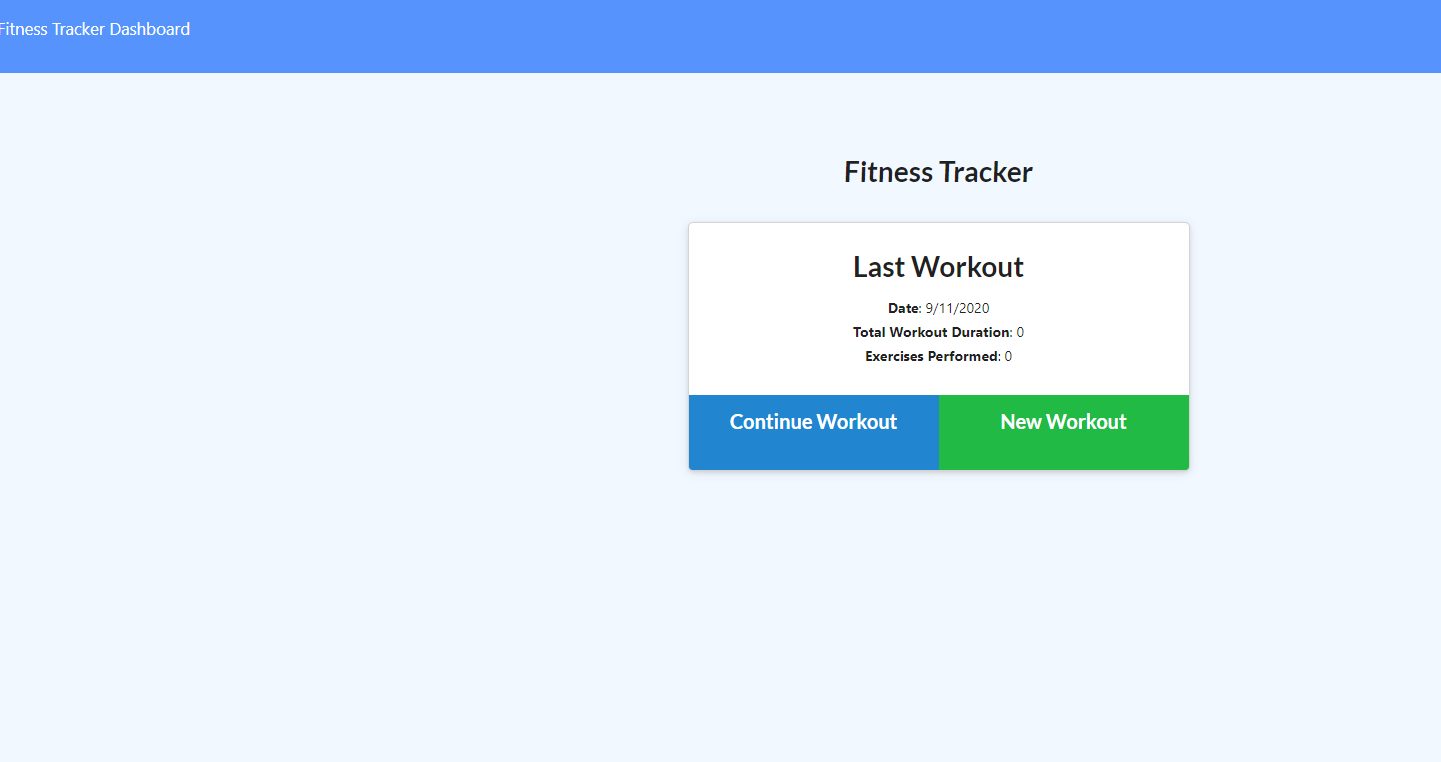 Fitness Tracker Dashboard
Fitness Tracker
Last Workout
Date: 9/11/2020
Total Workout Duration: 0
Exercises Performed: 0
Continue Workout
New Workout